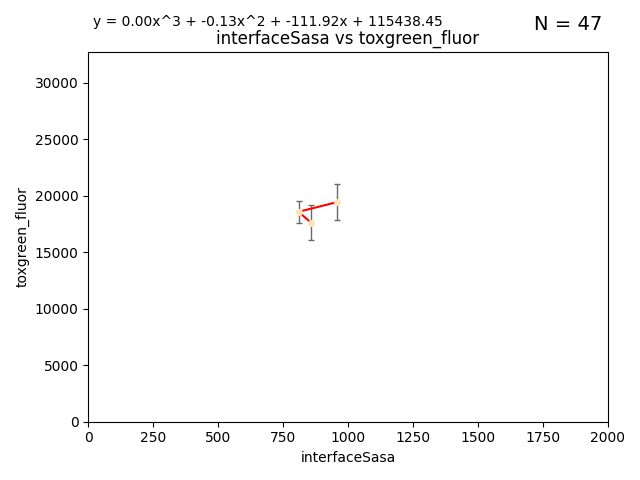 y = 0.00x^3 + -0.13x^2 + -111.92x + 115438.45
N = 47
interfaceSasa vs toxgreen_fluor
30000
25000
20000
15000
10000
5000
0
toxgreen_fluor
0 250 500 750 1000 1250 1500 1750 2000
interfaceSasa